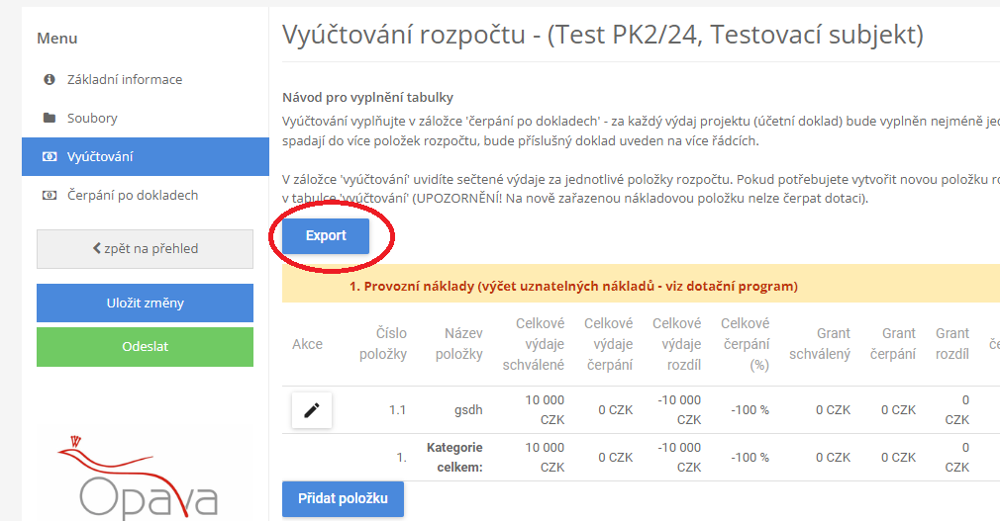 Menu
Základní informace
Soubory
Vyúčtování
Čerpání po dokladech
zpět na přehled
Uložit změny
Odeslat
Opava
Vyúčtování rozpočtu - (Test PK2/24, Testovací subjekt)
Návod pro vyplnění tabulky
Vyúčtování vyplňujte v záložce 'čerpání po dokladech' - za každý výdaj projektu (účetní doklad) bude vyplněn nejméně
spadají do více položek rozpočtu, bude příslušný doklad uveden na více řádcích.
V záložce 'vyúčtování' uvidíte sečtené výdaje za jednotlivé položky rozpočtu. Pokud potřebujete vytvořit novou položku
v tabulce 'vyúčtování' (UPOZORNĚNÍ! Na nově zařazenou nákladovou položku nelze čerpat dotaci).
Export
1. Provozní náklady (výčet uznatelných nákladů - viz dotační program)
Akce Číslo položky Název položky Celkové výdaje schválené Celkové výdaje čerpání Celkové výdaje rozdíl Celkové čerpání (%) Grant schválený Grant čerpání Grant rozdíl
1.1 gsdh 10 000 CZK 0 CZK -10 000 CZK -100 % 0 CZK 0 CZK 0 CZK
1. Kategorie celkem: 10 000 CZK 0 CZK -10 000 CZK -100 % 0 CZK 0 CZK 0 CZK
Přidat položku